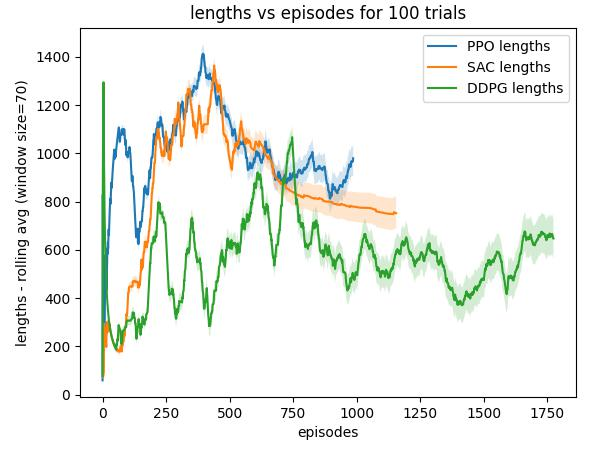 lengths vs episodes for 100 trials
lengths - rolling avg (window size=70)
1400
1200
1000
800
600
400
200
0
PPO lengths
SAC lengths
DDPG lengths
0 250 500 750 1000 1250 1500 1750
episodes